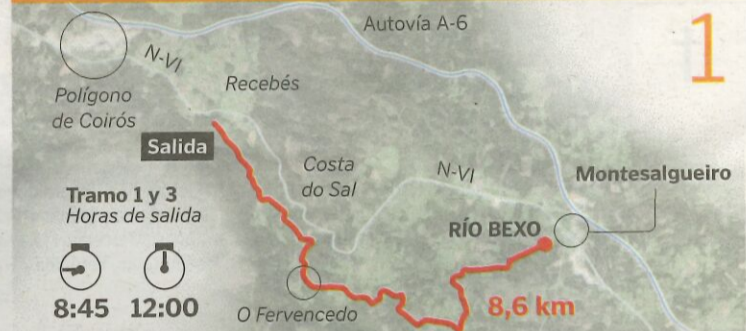 Autovía A-6
1
N-VI
Recebés
Polígono
de Coirós
Salida
Costa
do Sal
N-VI
Montesalgueiro
Tramo 1 y 3
Horas de salida
RÍO BEXO
8:45
12:00
O Fervencedo
8,6 km